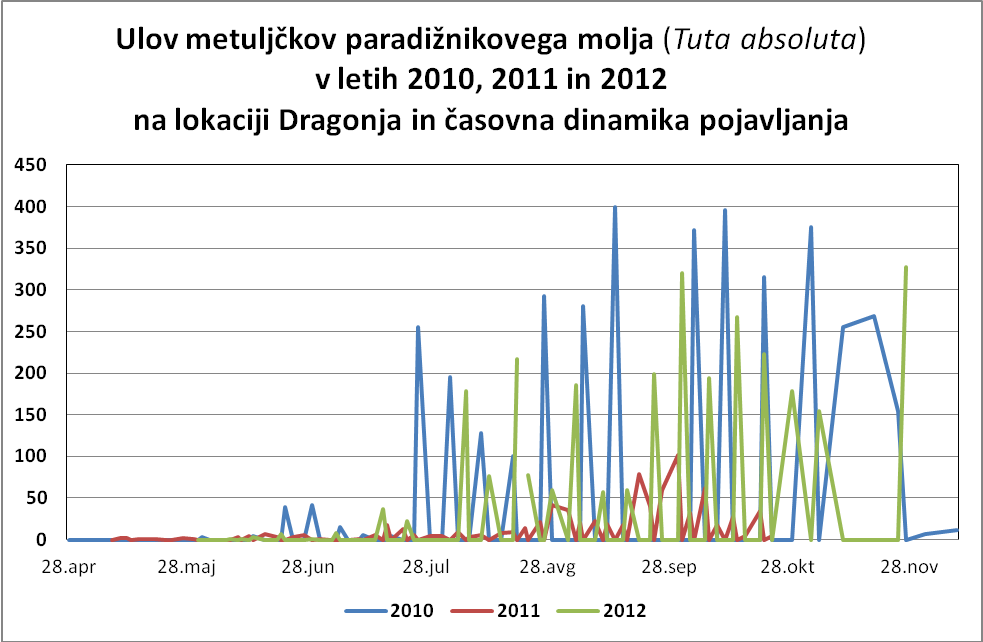 Ulov metuljčkov paradižnikovega molja (Tuta absoluta)
v letih 2010, 2011 in 2012
na lokaciji Dragonja in časovna dinamika pojavljanja
450
400
350
300
250
200
150
100
50
0
28.apr 28.maj 28.jun 28.jul 28.avg 28.sep 28.okt 28.nov
2010 2011 2012